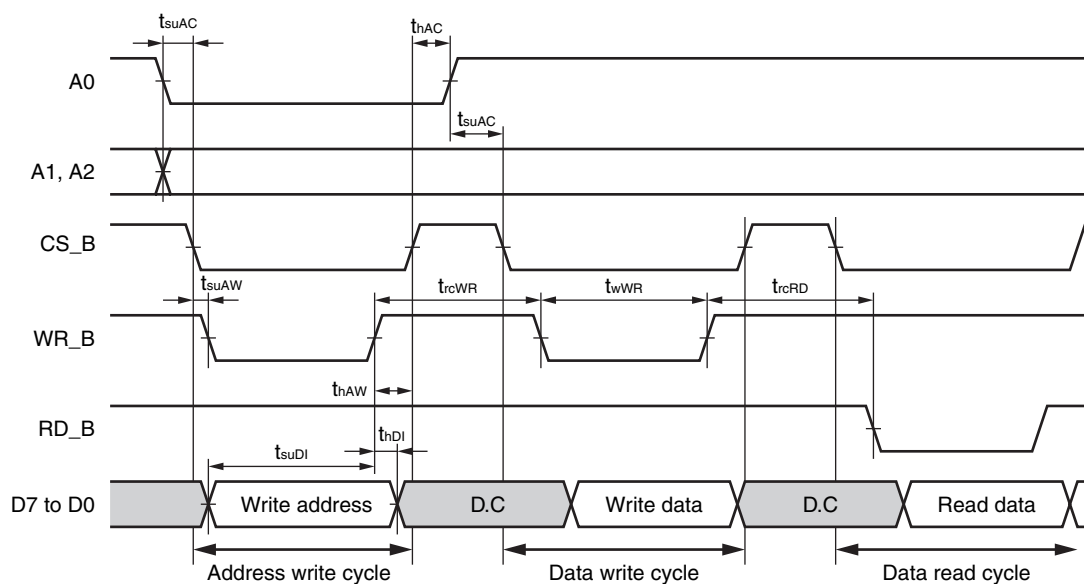 tsuAC
thAC
A0
tsuAC
A1, A2
CS_B
tsuAW
trcWR
twWR
trcRD
WR_B
thAW
RD_B
tsuDI
thDI
D7 to D0
Write address
D.C
Write data
D.C
Read data
Address write cycle
Data write cycle
Data read cycle